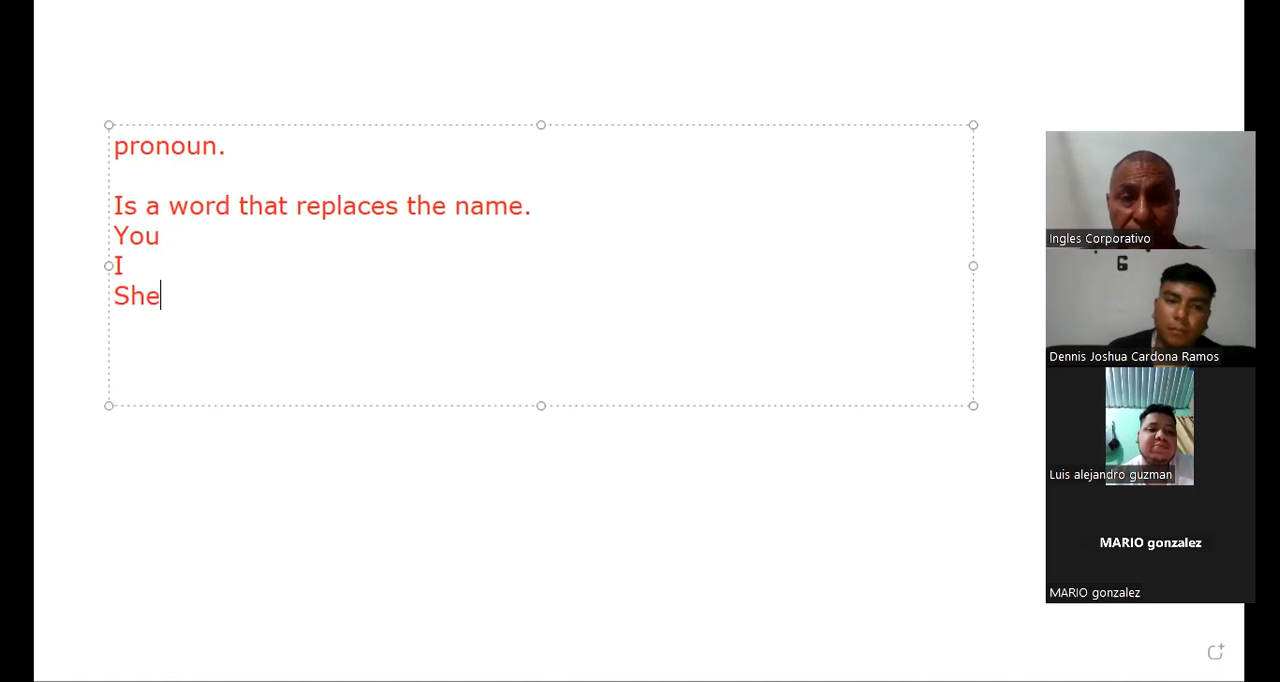 pronoun.
Is a word that replaces the name.
You
I
She
Ingles Corporativo
6
Dennis Joshua Cardona Ramos
Luis alejandro guzman
MARIO gonzalez
MARIO gonzalez